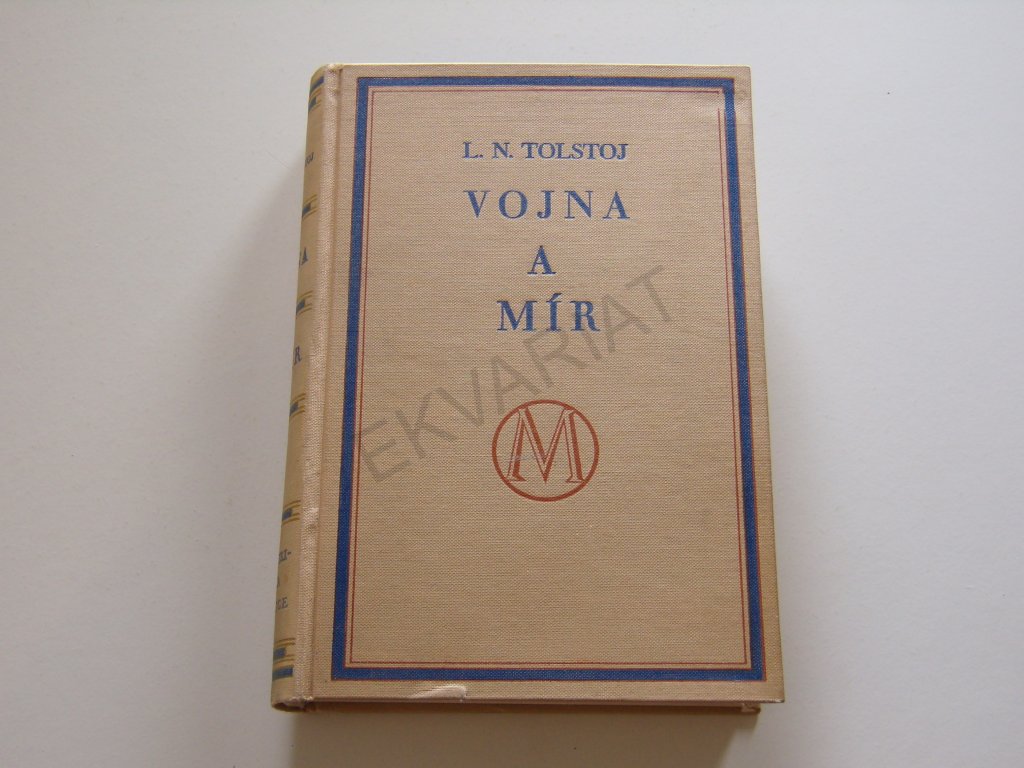 L. N. TOLSTOJ
VOJNA
A
MÍR
M
EKVARIAT